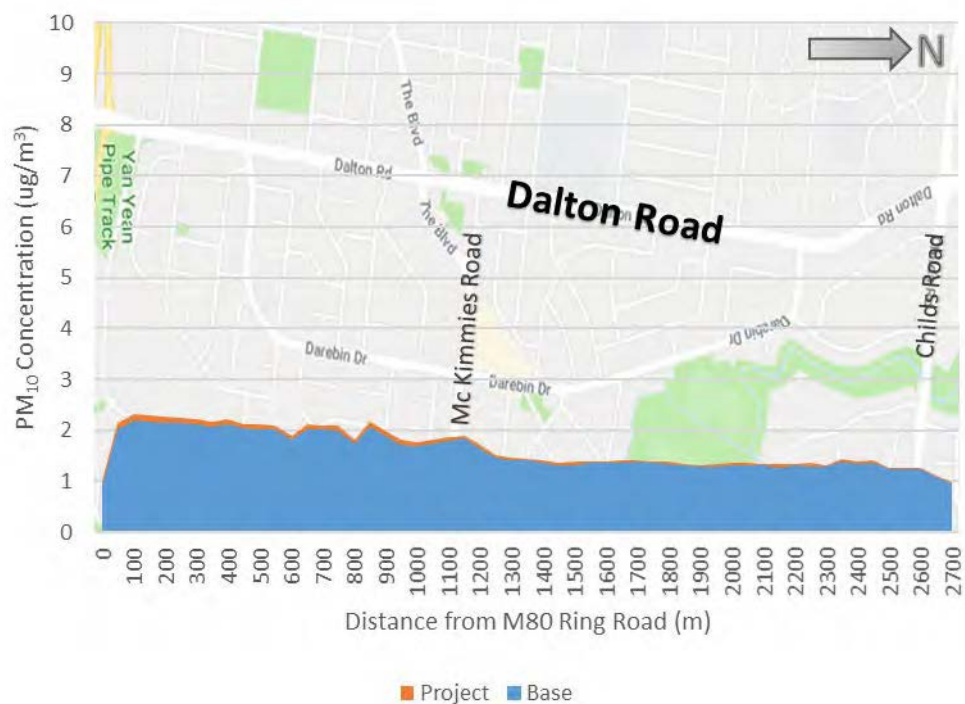 PM₁₀ Concentration (ug/m³)
10
9
8
7
6
5
4
3
2
1
0
N
Yan Yean
Pipe Track
The Blvd
Dalton Rd
The Blvd
Dalton Road
Dalton Rd
Mc Kimmies Road
Childs Road
Darebin Dr
Darebin Dr
Darebin Dr
0
100
200
300
400
500
600
700
800
900
1000
1100
1200
1300
1400
1500
1600
1700
1800
1900
2000
2100
2200
2300
2400
2500
2600
2700
Distance from M80 Ring Road (m)
Project
Base